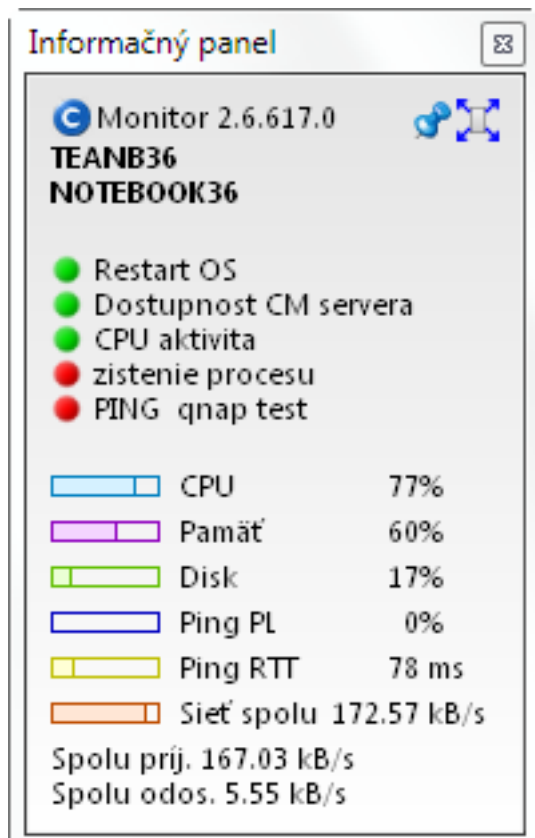 Informačný panel
Monitor 2.6.617.0
TEANB36
NOTEBOOK36
Restart OS
Dostupnost CM servera
CPU aktivita
zistenie procesu
PING qnap test
CPU 77%
Pamäť 60%
Disk 17%
Ping PL 0%
Ping RTT 78 ms
Sieť spolu 172.57 kB/s
Spolu príj. 167.03 kB/s
Spolu odos. 5.55 kB/s